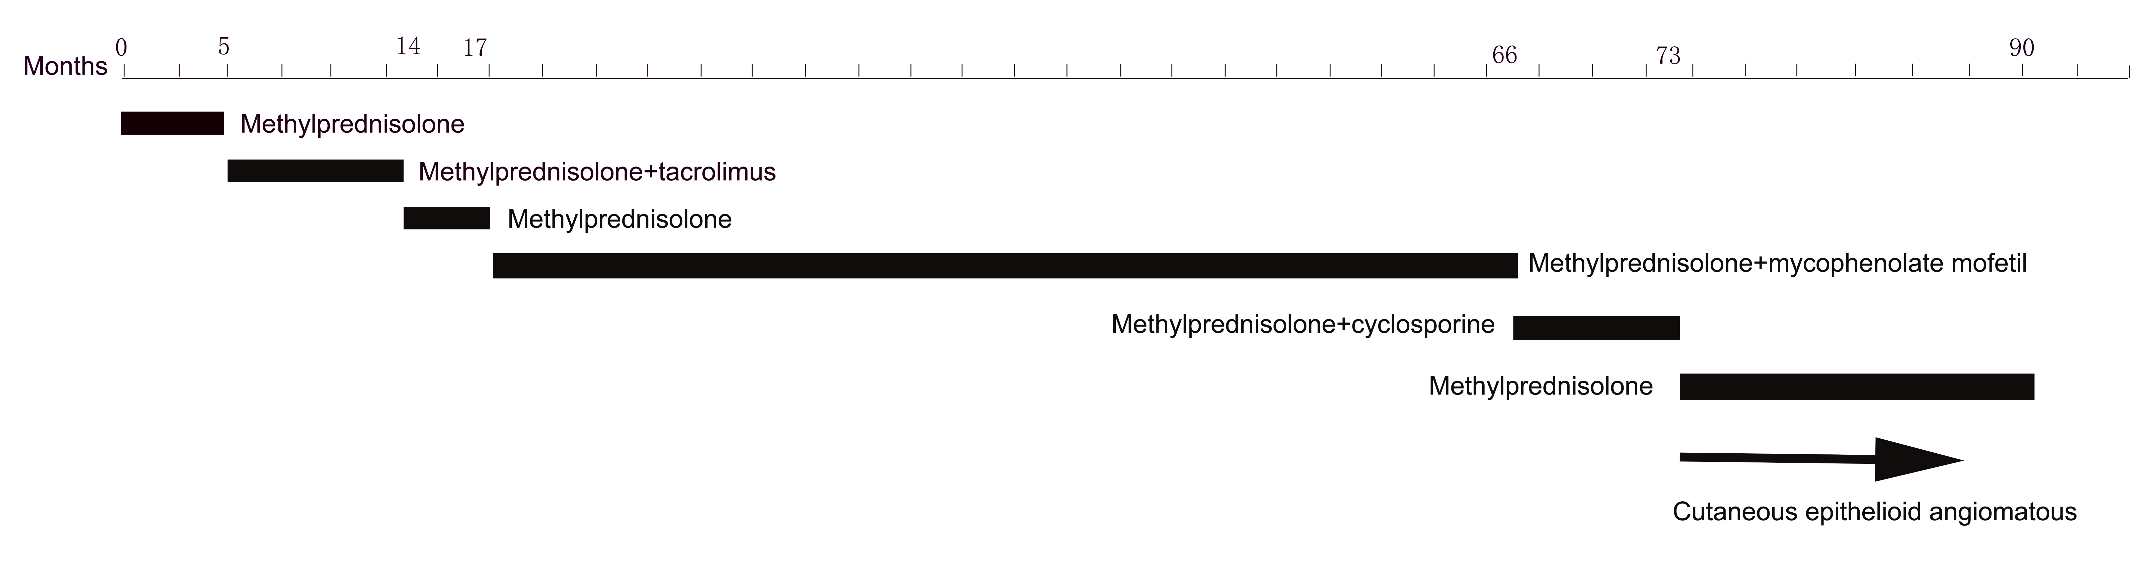 0 5 14 17 66 73 90
Months
Methylprednisolone
Methylprednisolone+tacrolimus
Methylprednisolone
Methylprednisolone+mycophenolate mofetil
Methylprednisolone+cyclosporine
Methylprednisolone
Cutaneous epithelioid angiomatous